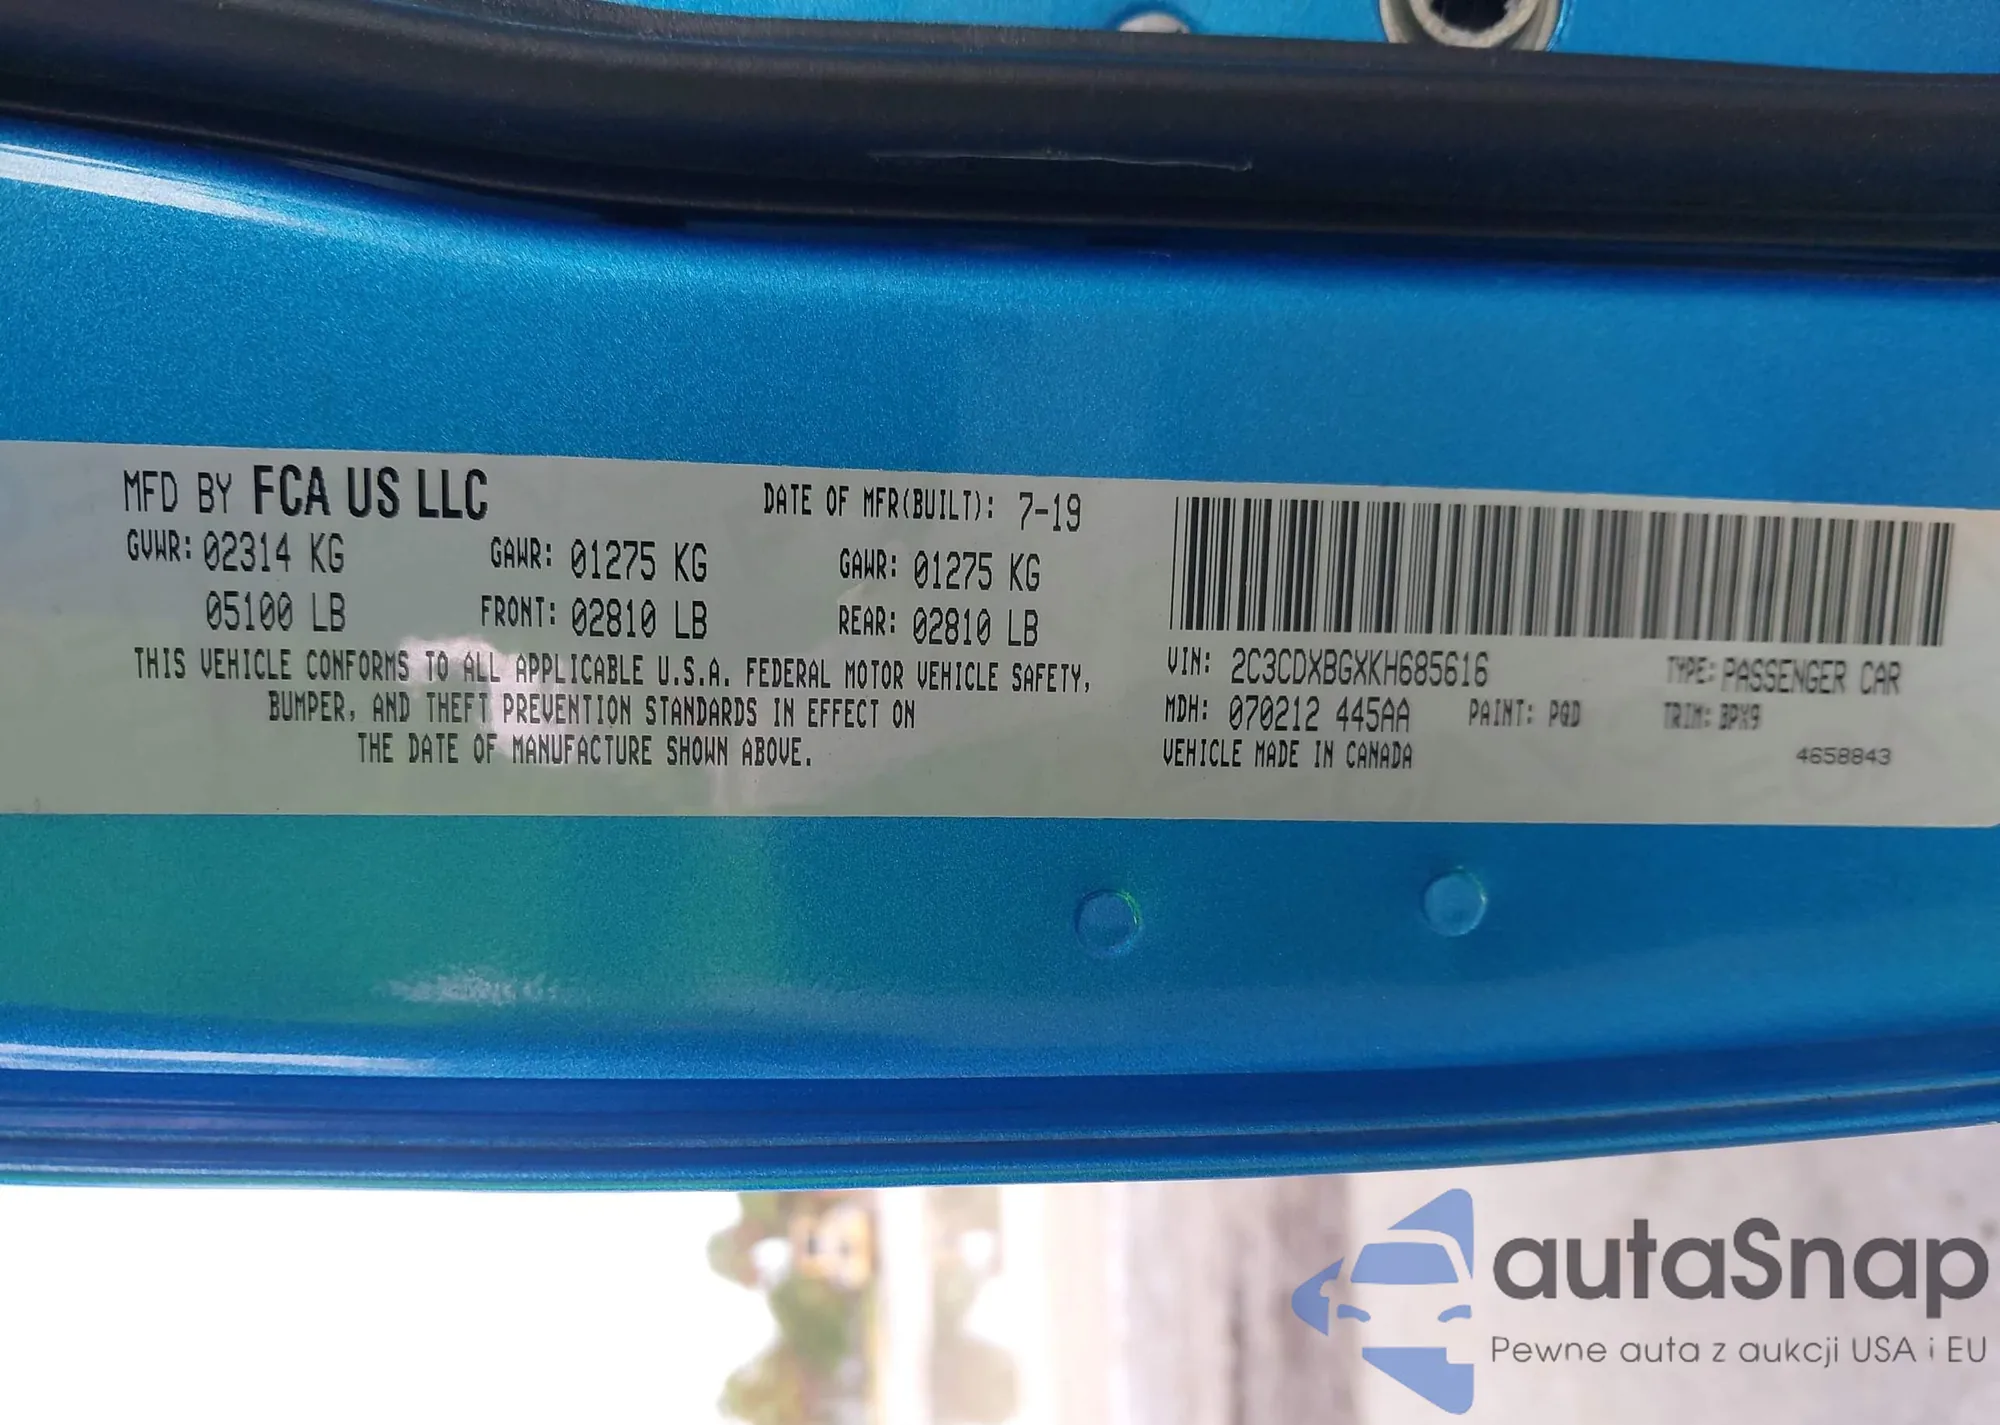 MFD BY FCA US LLC DATE OF MFR(BUILT): 7-19
GVWR: 02314 KG GAWR: 01275 KG GAWR: 01275 KG
05100 LB FRONT: 02810 LB REAR: 02810 LB
THIS VEHICLE CONFORMS TO ALL APPLICABLE U.S.A. FEDERAL MOTOR VEHICLE SAFETY,
BUMPER, AND THEFT PREVENTION STANDARDS IN EFFECT ON
THE DATE OF MANUFACTURE SHOWN ABOVE.
VIN: 2C3CDXBGXKH685616 TYPE: PASSENGER CAR
MDH: 070212 445AA PAINT: PQD TRIM: BPX9
VEHICLE MADE IN CANADA 4658843
autaSnap
Pewne auta z aukcji USA i EU